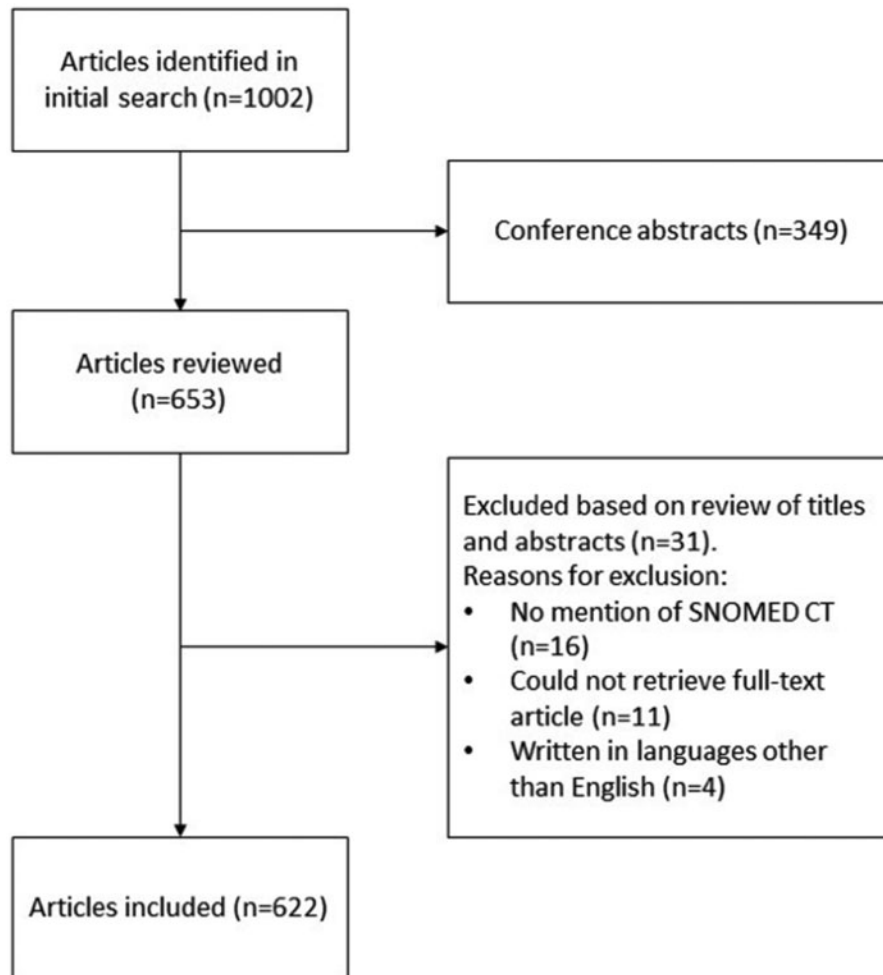 Articles identified in
initial search (n=1002)
Conference abstracts (n=349)
Articles reviewed
(n=653)
Excluded based on review of titles
and abstracts (n=31).
Reasons for exclusion:
• No mention of SNOMED CT
(n=16)
• Could not retrieve full-text
article (n=11)
• Written in languages other
than English (n=4)
Articles included (n=622)